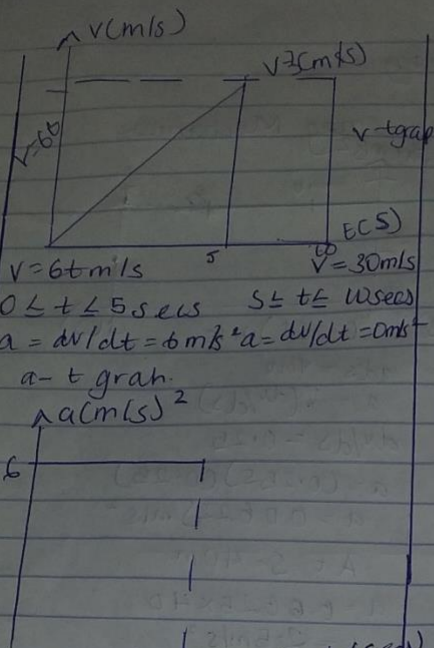 v(m/s)
v=3(m/s)
v=6t
v-tgrap
t(s)
5
10
v=6t m/s v=30m/s
0 ≤ t ≤ 5 secs 5 ≤ t ≤ 10 secs
a = dv/dt = 6 m/s² a = dv/dt = 0m/s²
a- t grah.
a(m/s)²
6